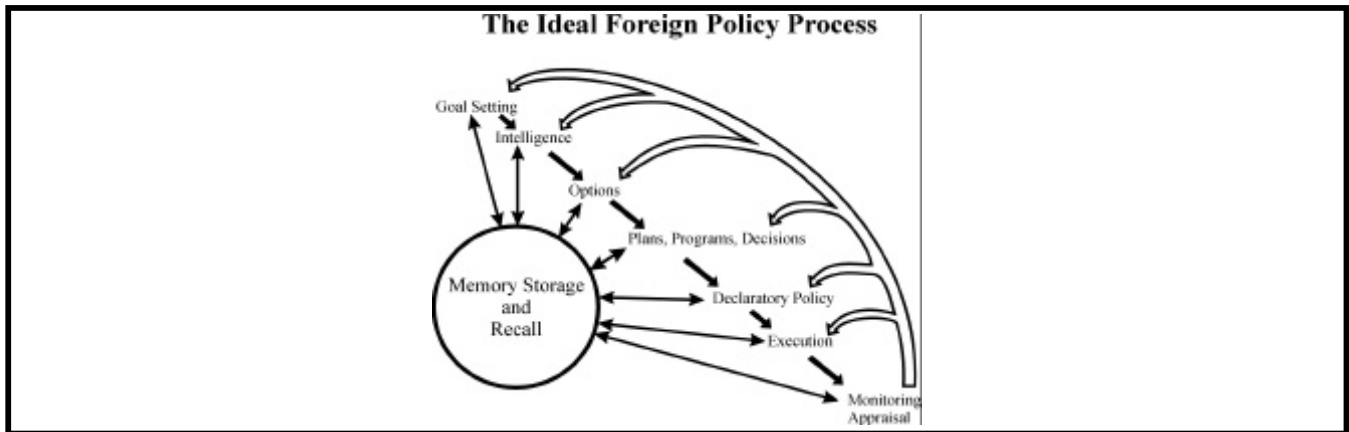 The Ideal Foreign Policy Process
Goal Setting
Intelligence
Options
Plans, Programs, Decisions
Memory Storage
and
Recall
Declaratory Policy
Execution
Monitoring
Appraisal